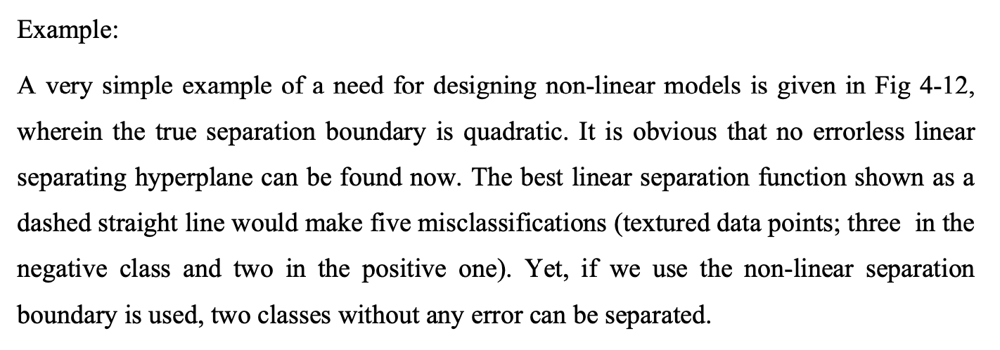 Example:
A very simple example of a need for designing non-linear models is given in Fig 4-12,
wherein the true separation boundary is quadratic. It is obvious that no errorless linear
separating hyperplane can be found now. The best linear separation function shown as a
dashed straight line would make five misclassifications (textured data points; three in the
negative class and two in the positive one). Yet, if we use the non-linear separation
boundary is used, two classes without any error can be separated.